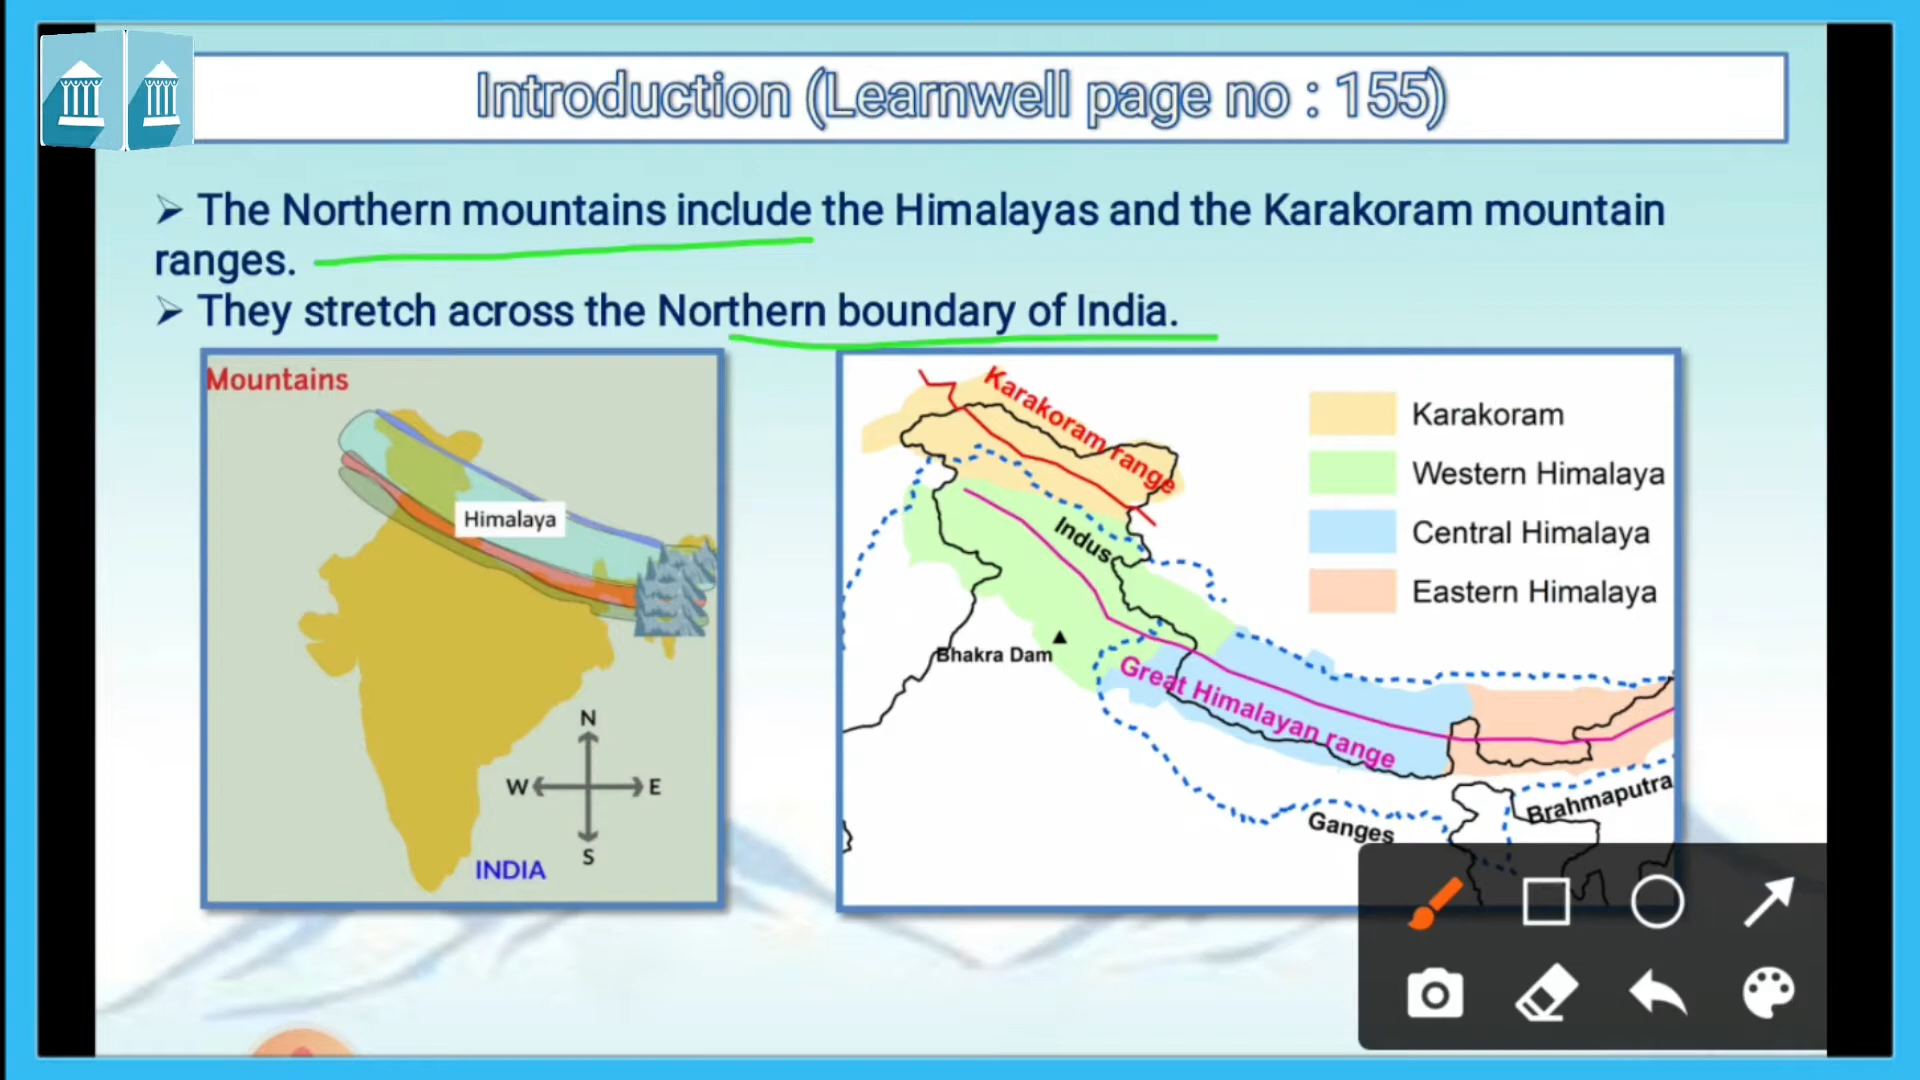 Introduction (Learnwell page no : 155)
➢ The Northern mountains include the Himalayas and the Karakoram mountain
ranges.
➢ They stretch across the Northern boundary of India.
Mountains
Himalaya
N
W
E
S
INDIA
Karakoram range
Indus
Bhakra Dam
Great Himalayan range
Ganges
Brahmaputra
Karakoram
Western Himalaya
Central Himalaya
Eastern Himalaya